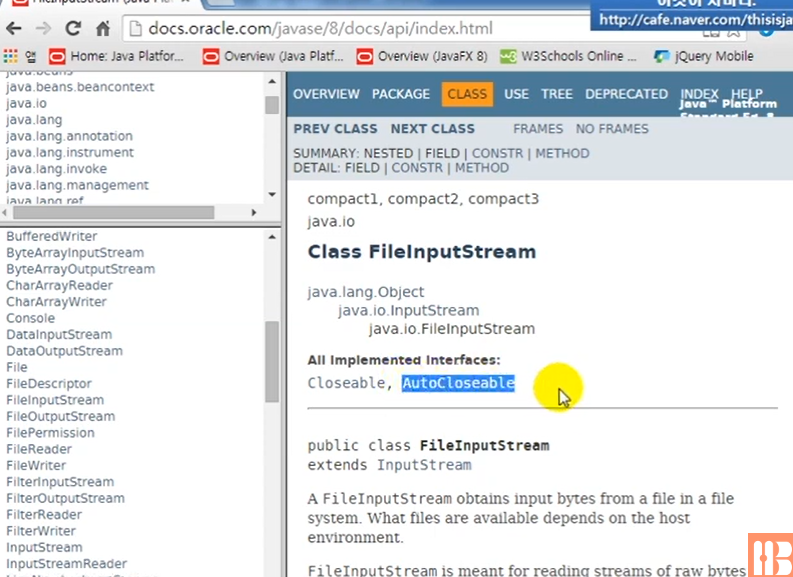 FileInputStream (Java Pl
http://cafe.naver.com/thisisjav
docs.oracle.com/javase/8/docs/api/index.html
앱
Home: (Java Platfor...
Overview (Java Platf...
Overview (JavaFX 8)
W3Schools Online ...
jQuery Mobile
java.beans
java.beans.beancontext
java.io
java.lang
java.lang.annotation
java.lang.instrument
java.lang.invoke
java.lang.management
java.lang.ref
BufferedWriter
ByteArrayInputStream
ByteArrayOutputStream
CharArrayReader
CharArrayWriter
Console
DataInputStream
DataOutputStream
File
FileDescriptor
FileInputStream
FileOutputStream
FilePermission
FileReader
FileWriter
FilterInputStream
FilterOutputStream
FilterReader
FilterWriter
InputStream
InputStreamReader
OVERVIEW PACKAGE CLASS USE TREE DEPRECATED INDEX HELP
Java™ Platform
Standard Ed. 8
PREV CLASS NEXT CLASS FRAMES NO FRAMES
SUMMARY: NESTED | FIELD | CONSTR | METHOD
DETAIL: FIELD | CONSTR | METHOD
compact1, compact2, compact3
java.io
Class FileInputStream
java.lang.Object
java.io.InputStream
java.io.FileInputStream
All Implemented Interfaces:
Closeable, AutoCloseable
public class FileInputStream
extends InputStream
A FileInputStream obtains input bytes from a file in a file
system. What files are available depends on the host
environment.
FileInputStream is meant for reading streams of raw bytes